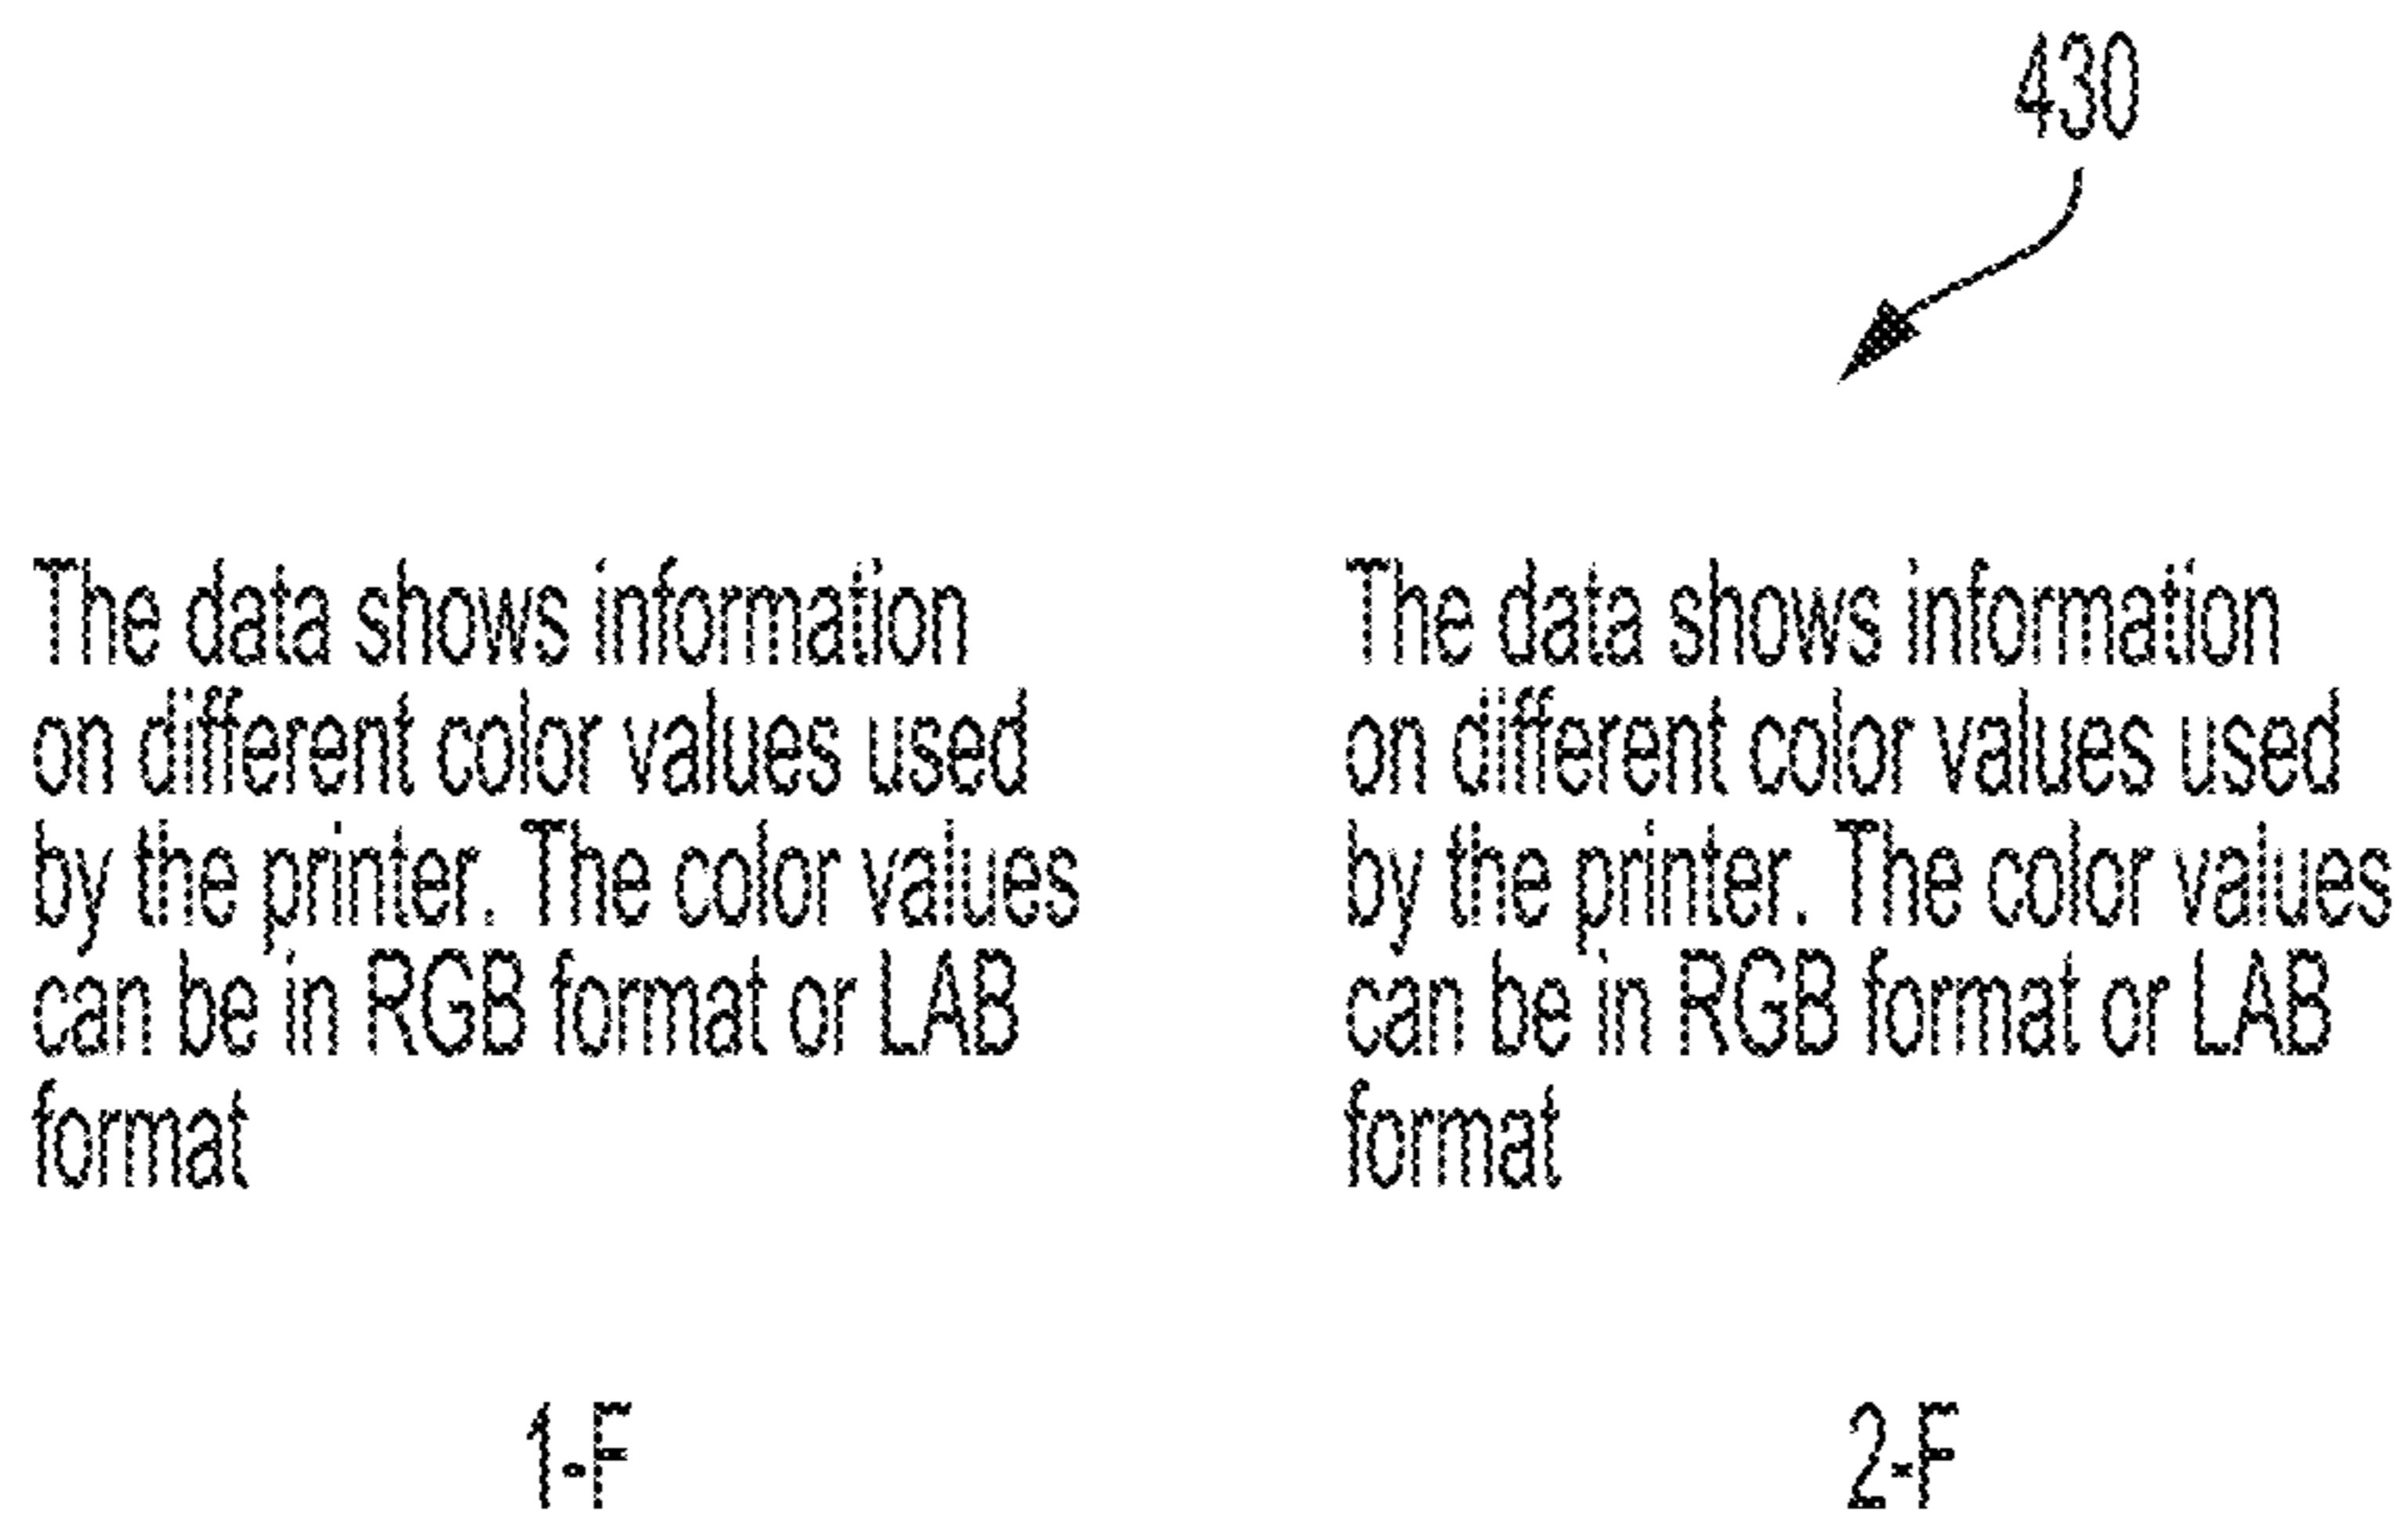 430
The data shows information
on different color values used
by the printer. The color values
can be in RGB format or LAB
format
1-F
The data shows information
on different color values used
by the printer. The color values
can be in RGB format or LAB
format
2-F